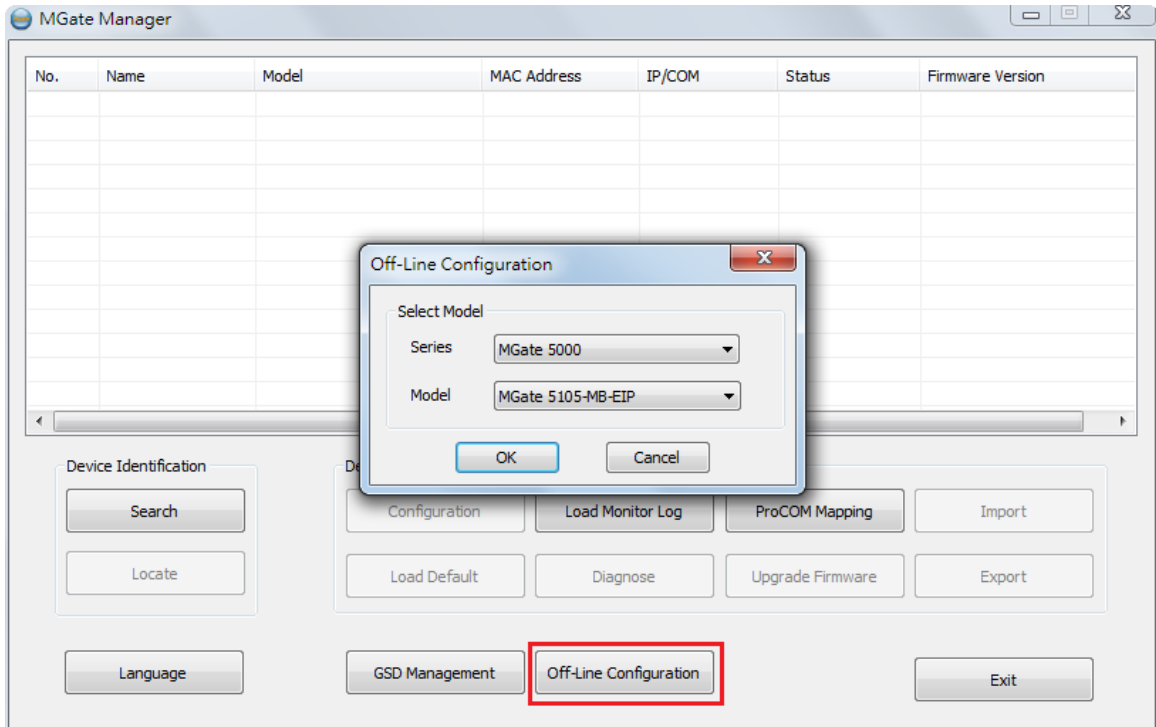 MGate Manager
No. Name Model MAC Address IP/COM Status Firmware Version
Off-Line Configuration
Select Model
Series MGate 5000
Model MGate 5105-MB-EIP
OK Cancel
Device Identification De
Search Configuration Load Monitor Log ProCOM Mapping Import
Locate Load Default Diagnose Upgrade Firmware Export
Language GSD Management Off-Line Configuration Exit